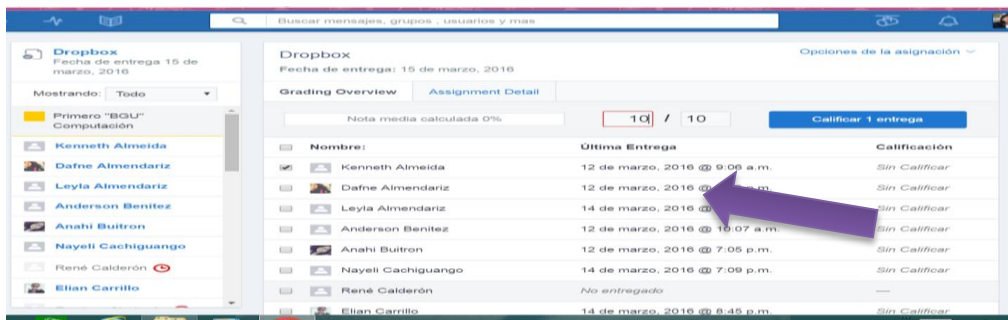 Buscar mensajes, grupos , usuarios y mas
Dropbox
Fecha de entrega 15 de
marzo, 2016
Mostrando: Todo
Primero "BGU"
Computación
Kenneth Almeida
Dafne Almendariz
Leyla Almendariz
Anderson Benitez
Anahi Buitron
Nayeli Cachiguango
René Calderón
Elian Carrillo
Dropbox
Opciones de la asignación
Fecha de entrega: 15 de marzo, 2016
Grading Overview Assignment Detail
Nota media calculada 0% 10 / 10 Calificar 1 entrega
Nombre: Última Entrega Calificación
Kenneth Almeida 12 de marzo, 2016 @ 9:06 a.m. Sin Calificar
Dafne Almendariz 12 de marzo, 2016 @ Sin Calificar
Leyla Almendariz 14 de marzo, 2016 @ Sin Calificar
Anderson Benitez 12 de marzo, 2016 @ 10:07 a.m. Sin Calificar
Anahi Buitron 12 de marzo, 2016 @ 7:05 p.m. Sin Calificar
Nayeli Cachiguango 14 de marzo, 2016 @ 7:09 p.m. Sin Calificar
René Calderón No entregado —
Elian Carrillo 14 de marzo, 2016 @ 8:45 p.m. Sin Calificar